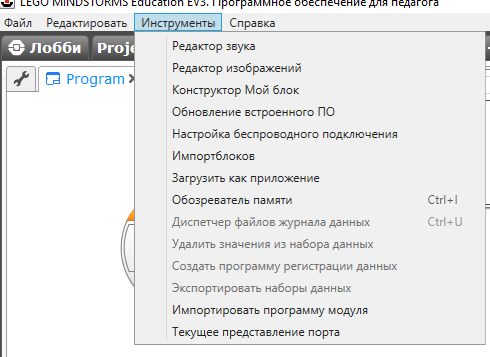 LEGO MINDSTORMS Education EV3. Программное обеспечение для педагога
Файл Редактировать Инструменты Справка
Лобби Proje
Program
Редактор звука
Редактор изображений
Конструктор Мой блок
Обновление встроенного ПО
Настройка беспроводного подключения
Импортблоков
Загрузить как приложение
Обозреватель памяти Ctrl+I
Диспетчер файлов журнала данных Ctrl+U
Удалить значения из набора данных
Создать программу регистрации данных
Экспортировать наборы данных
Импортировать программу модуля
Текущее представление порта